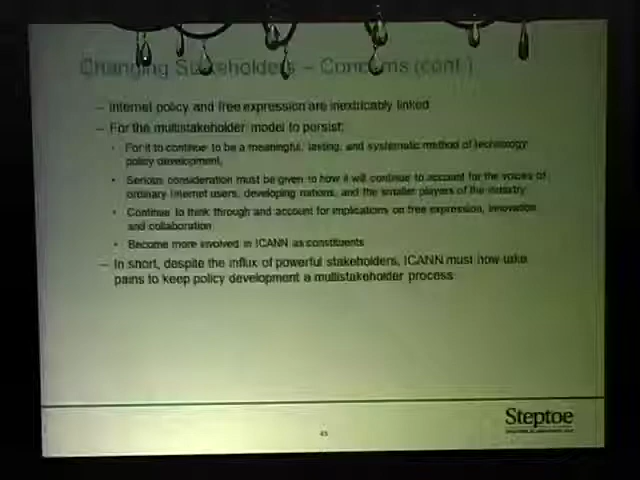 Changing Stakeholders – Concerns (cont.)
– Internet policy and free expression are inextricably linked
– For the multistakeholder model to persist:
• For it to continue to be a meaningful, lasting, and systematic method of technology
policy development,
• Serious consideration must be given to how it will continue to account for the voices of
ordinary Internet users, developing nations, and the smaller players of the industry
• Continue to think through and account for implications on free expression, innovation
and collaboration
• Become more involved in ICANN as constituents
– In short, despite the influx of powerful stakeholders, ICANN must now take
pains to keep policy development a multistakeholder process
Steptoe